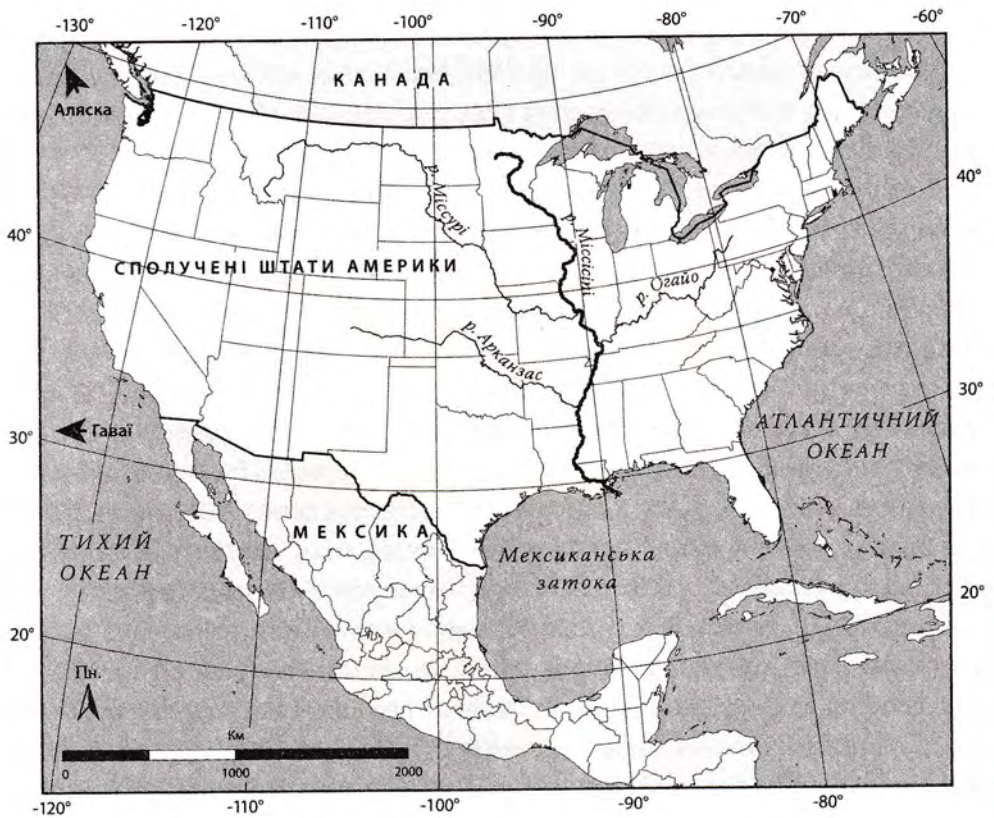 -130° -120° -110° -100° -90° -80° -70° -60°
КАНАДА
Аляска
40°
р. Міссурі
р. Міссісіпі
40°
СПОЛУЧЕНІ ШТАТИ АМЕРИКИ
р. Огайо
р. Арканзас
30°
Гаваї
30°
АТЛАНТИЧНИЙ
ОКЕАН
МЕКСИКА
ТИХИЙ
ОКЕАН
Мексиканська
затока
20°
20°
Пн.
Км
0 1000 2000
-120° -110° -100° -90° -80°